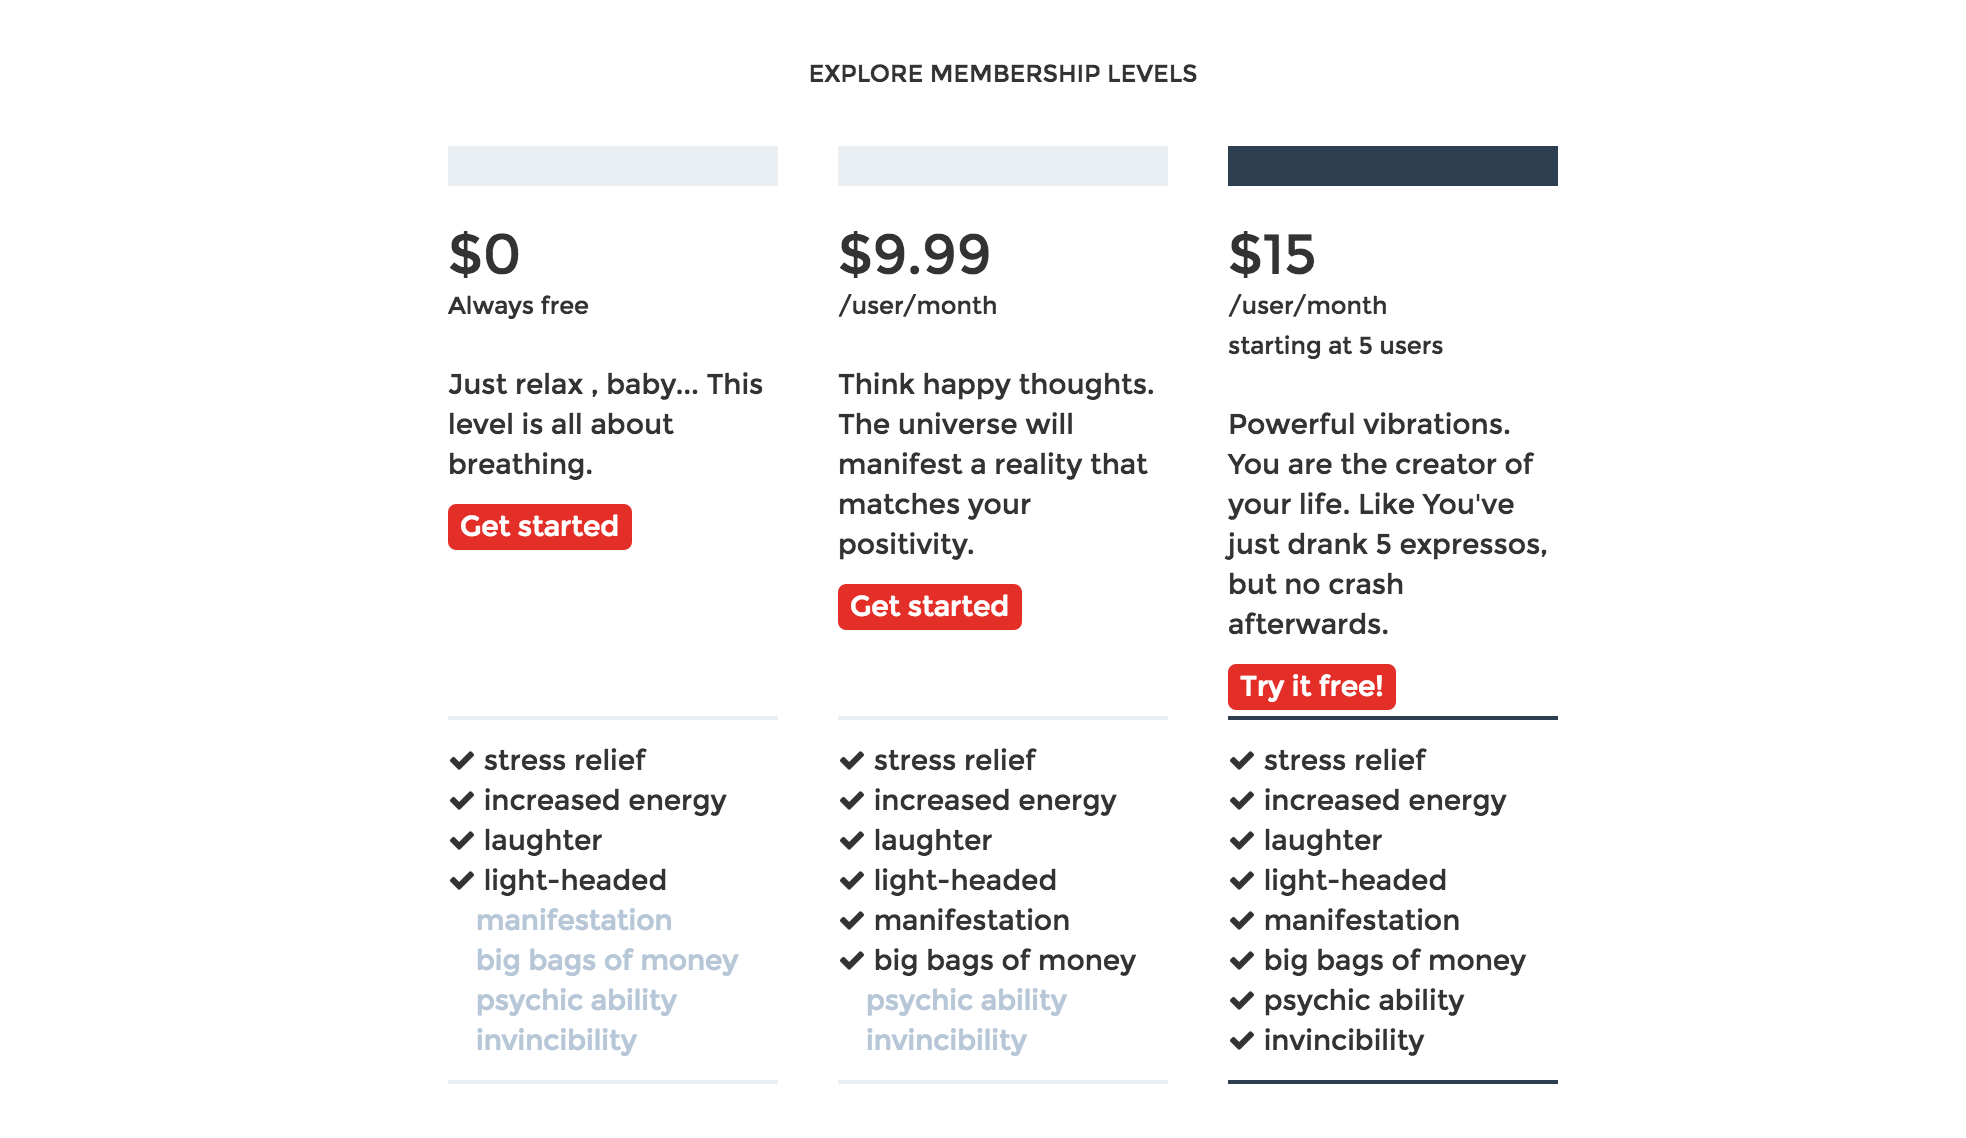 EXPLORE MEMBERSHIP LEVELS
$0
Always free
Just relax , baby... This
level is all about
breathing.
Get started
stress relief
increased energy
laughter
light-headed
manifestation
big bags of money
psychic ability
invincibility
$9.99
/user/month
Think happy thoughts.
The universe will
manifest a reality that
matches your
positivity.
Get started
stress relief
increased energy
laughter
light-headed
manifestation
big bags of money
psychic ability
invincibility
$15
/user/month
starting at 5 users
Powerful vibrations.
You are the creator of
your life. Like You've
just drank 5 expressos,
but no crash
afterwards.
Try it free!
stress relief
increased energy
laughter
light-headed
manifestation
big bags of money
psychic ability
invincibility